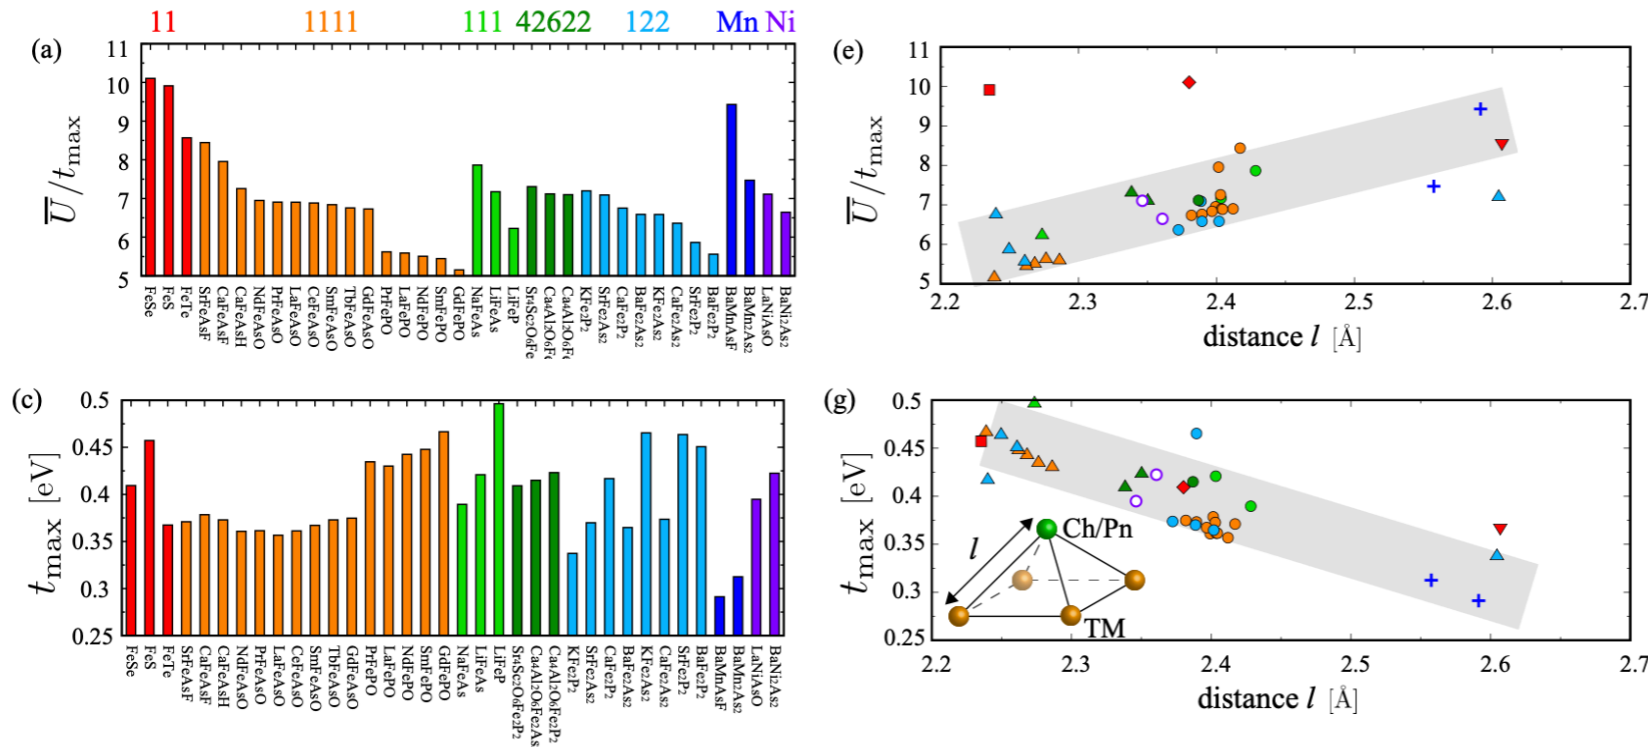 11 1111 111 42622 122 Mn Ni
(a)
U̅/t_max
11
10
9
8
7
6
5
FeSe
FeS
FeTe
SrFeAsF
CaFeAsF
CaFeAsH
NdFeAsO
PrFeAsO
LaFeAsO
CeFeAsO
SmFeAsO
TbFeAsO
GdFeAsO
PrFePO
LaFePO
NdFePO
SmFePO
GdFePO
NaFeAs
LiFeAs
LiFeP
Sr4Sc2O6Fe
Ca4Al2O6Fe
Ca4Al2O6Fe
KFe2P2
SrFe2As2
CaFe2P2
BaFe2As2
KFe2As2
CaFe2As2
SrFe2P2
BaFe2P2
BaMnAsF
BaMn2As2
LaNiAsO
BaNi2As2
(e)
U̅/t_max
11
10
9
8
7
6
5
2.2 2.3 2.4 2.5 2.6 2.7
distance l [Å]
(c)
t_max [eV]
0.5
0.45
0.4
0.35
0.3
0.25
FeSe
FeS
FeTe
SrFeAsF
CaFeAsF
CaFeAsH
NdFeAsO
PrFeAsO
LaFeAsO
CeFeAsO
SmFeAsO
TbFeAsO
GdFeAsO
PrFePO
LaFePO
NdFePO
SmFePO
GdFePO
NaFeAs
LiFeAs
LiFeP
Sr4Sc2O6Fe2P2
Ca4Al2O6Fe2As
Ca4Al2O6Fe2P2
KFe2P2
SrFe2As2
CaFe2P2
BaFe2As2
KFe2As2
CaFe2As2
SrFe2P2
BaFe2P2
BaMnAsF
BaMn2As2
LaNiAsO
BaNi2As2
(g)
t_max [eV]
0.5
0.45
0.4
0.35
0.3
0.25
l
Ch/Pn
TM
2.2 2.3 2.4 2.5 2.6 2.7
distance l [Å]